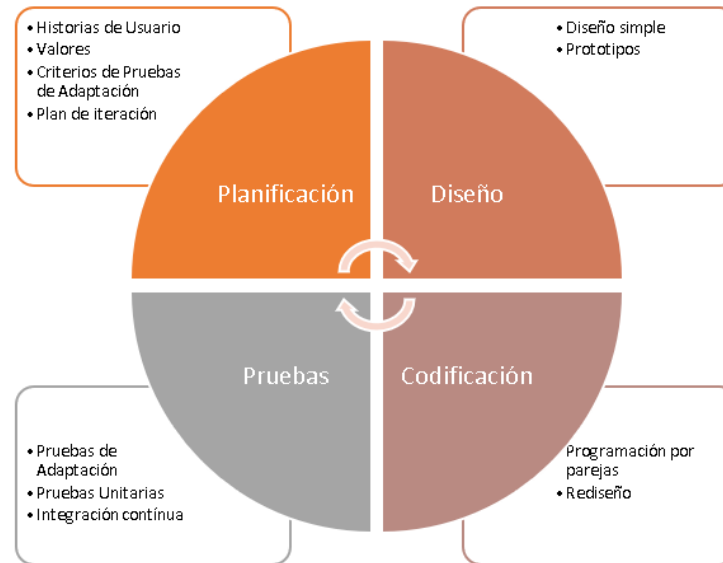 • Historias de Usuario
• Valores
• Criterios de Pruebas
de Adaptación
• Plan de iteración
• Diseño simple
• Prototipos
Planificación
Diseño
Pruebas
Codificación
• Pruebas de
Adaptación
• Pruebas Unitarias
• Integración contínua
Programación por
parejas
• Rediseño